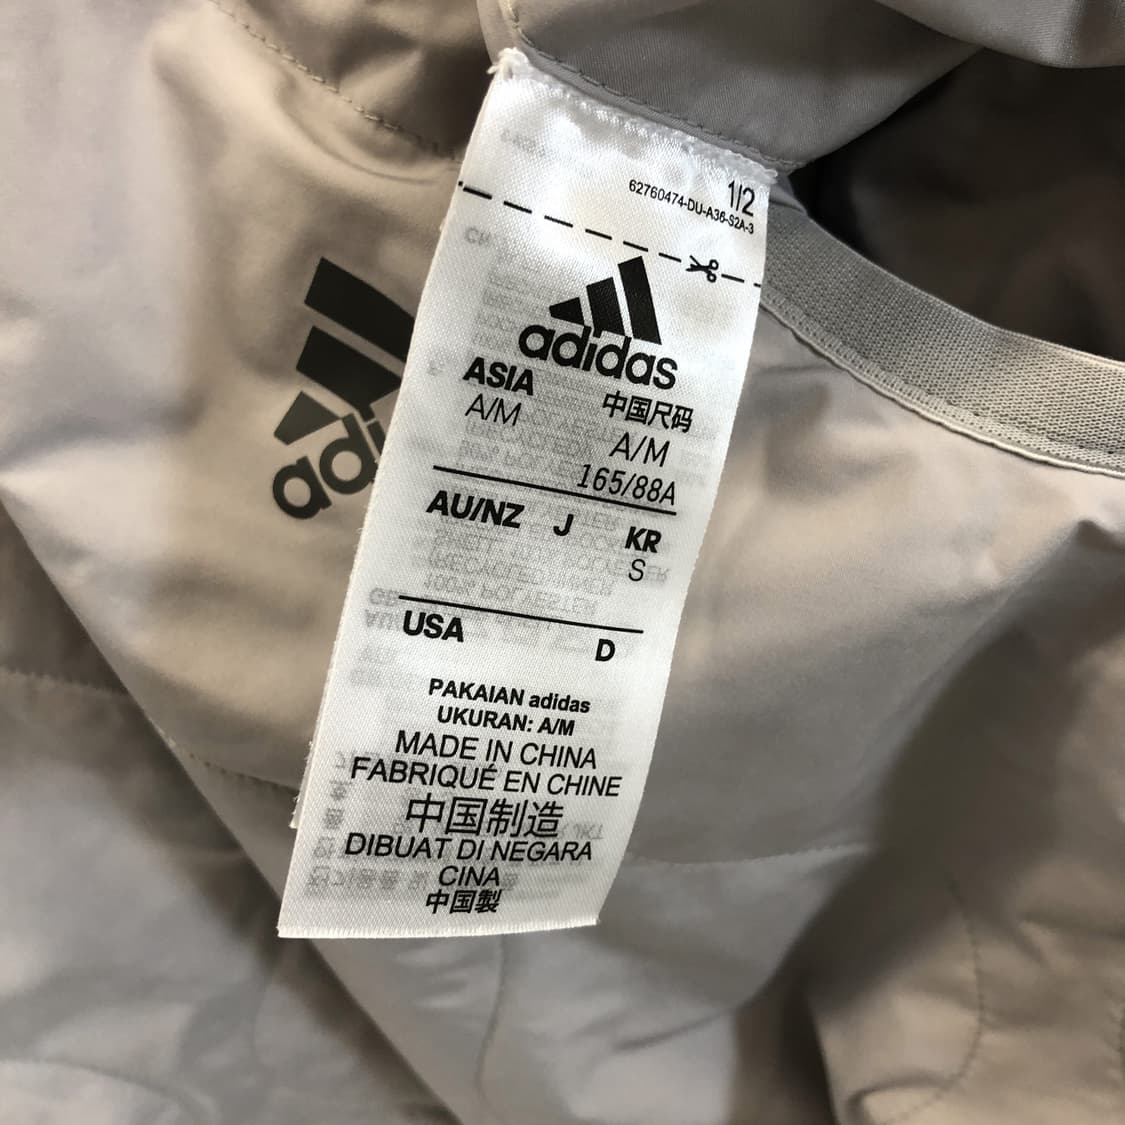 1/2
62760474-DU-A36-S2A-3
adidas
ASIA 中国尺码
A/M A/M
165/88A
AU/NZ J KR
S
USA D
PAKAIAN adidas
UKURAN: A/M
MADE IN CHINA
FABRIQUÉ EN CHINE
中国制造
DIBUAT DI NEGARA
CINA
中国製
adi